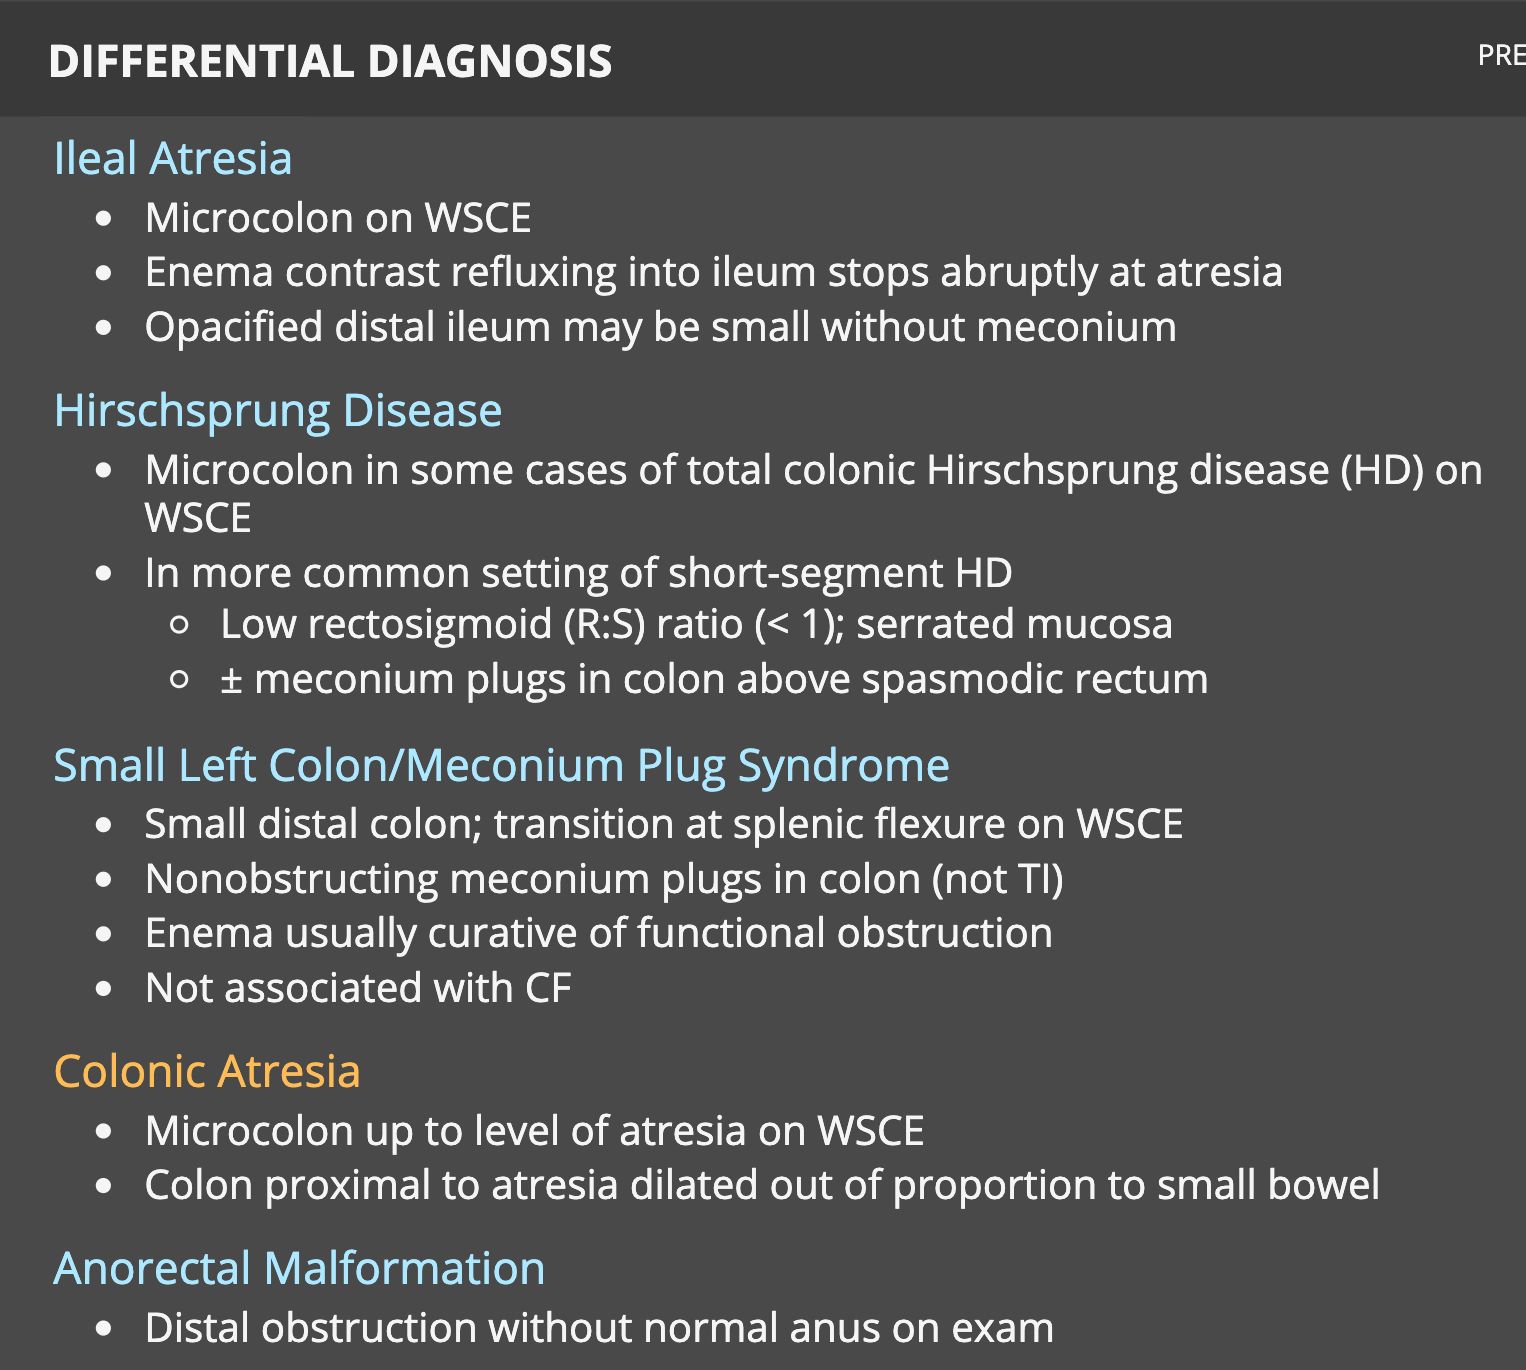 DIFFERENTIAL DIAGNOSIS
PRE
Ileal Atresia
• Microcolon on WSCE
• Enema contrast refluxing into ileum stops abruptly at atresia
• Opacified distal ileum may be small without meconium
Hirschsprung Disease
• Microcolon in some cases of total colonic Hirschsprung disease (HD) on
WSCE
• In more common setting of short-segment HD
○ Low rectosigmoid (R:S) ratio (< 1); serrated mucosa
○ ± meconium plugs in colon above spasmodic rectum
Small Left Colon/Meconium Plug Syndrome
• Small distal colon; transition at splenic flexure on WSCE
• Nonobstructing meconium plugs in colon (not TI)
• Enema usually curative of functional obstruction
• Not associated with CF
Colonic Atresia
• Microcolon up to level of atresia on WSCE
• Colon proximal to atresia dilated out of proportion to small bowel
Anorectal Malformation
• Distal obstruction without normal anus on exam